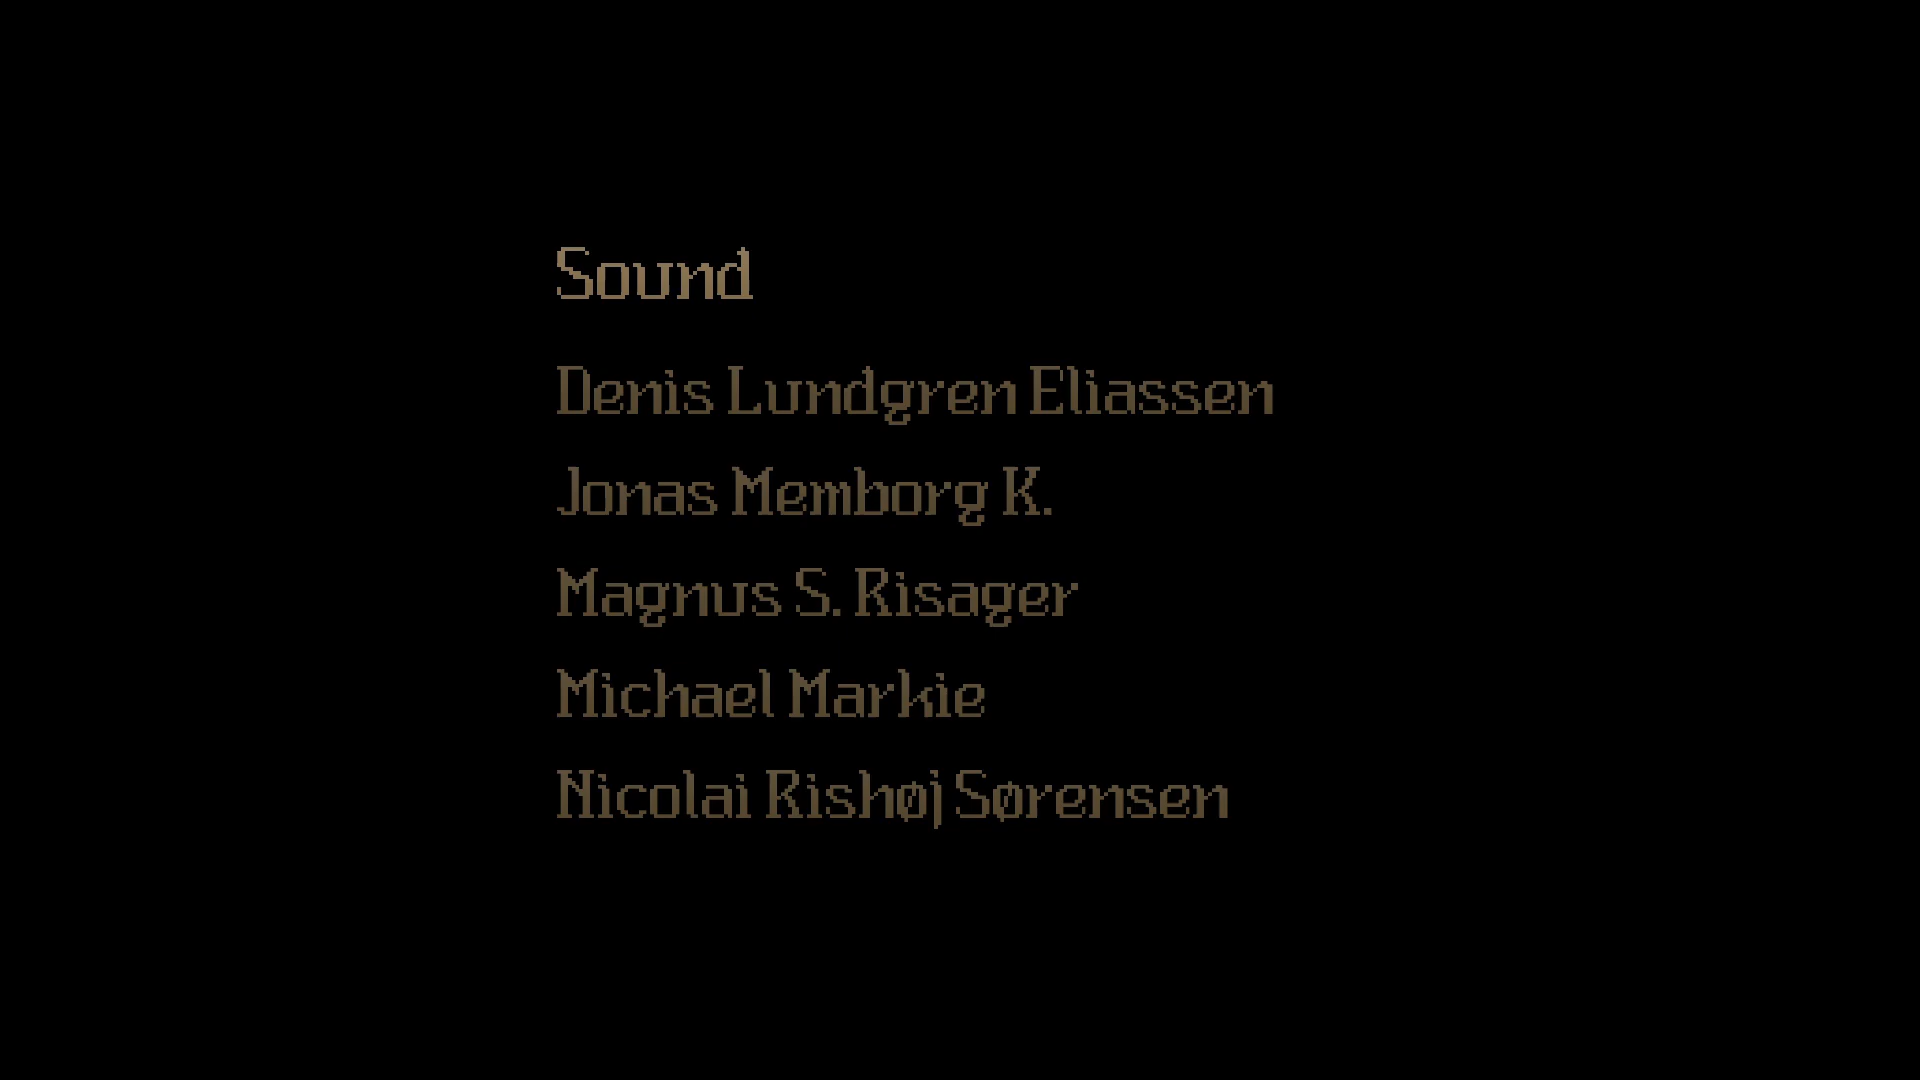 Sound
Denis Lundgren Eliassen
Jonas Memborg K.
Magnus S. Risager
Michael Markie
Nicolai Rishøj Sørensen